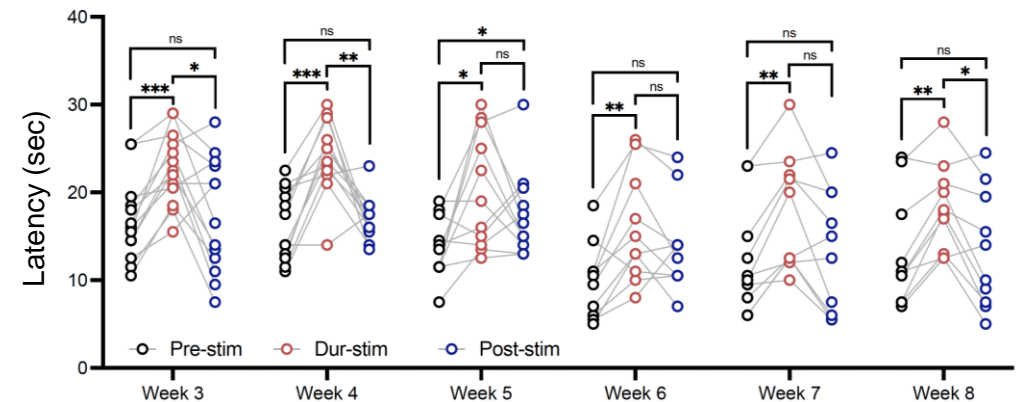 Latency (sec)
40
30
20
10
0
ns
*** *
ns
*** **
*
* ns
ns
** ns
ns
** ns
ns
** *
Pre-stim Dur-stim Post-stim
Week 3 Week 4 Week 5 Week 6 Week 7 Week 8